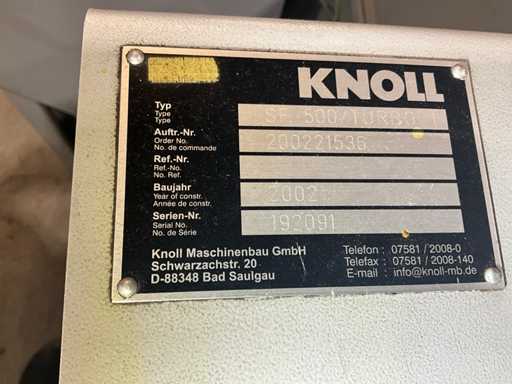 KNOLL
Typ SF 500/TURBO
Type
Type
Auftr.-Nr. 200221536
Order No.
No. de commande
Ref.-Nr.
Ref.-No.
No. Ref.
Baujahr 2002
Year of constr.
Année de constr.
Serien-Nr. 192091
Serial No.
No. de Série
Knoll Maschinenbau GmbH
Schwarzachstr. 20
D-88348 Bad Saulgau
Telefon : 07581 / 2008-0
Telefax : 07581 / 2008-140
E-mail : info@knoll-mb.de